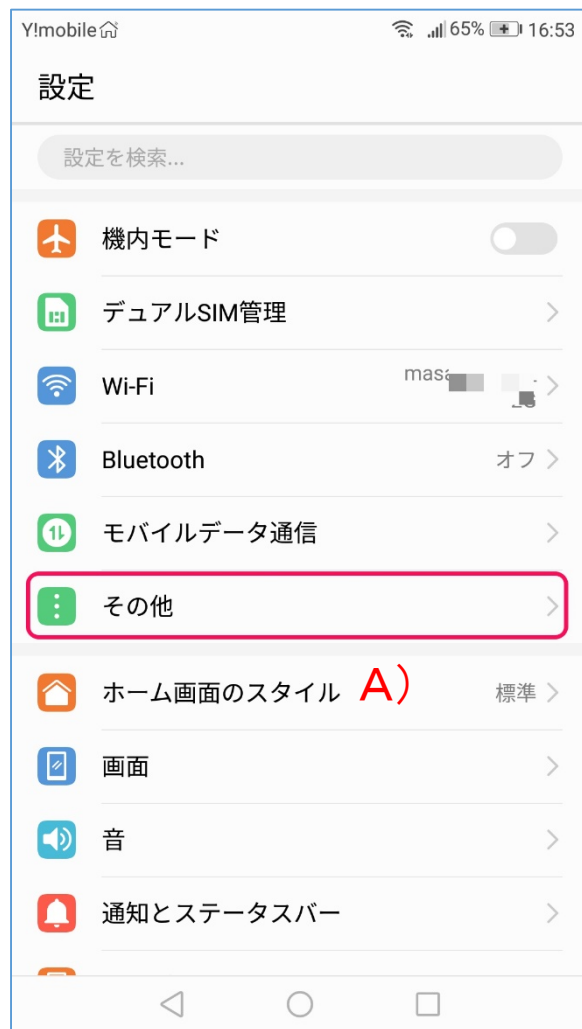 Y!mobile 65% 16:53
設定
設定を検索...
機内モード
デュアルSIM管理
Wi-Fi
Bluetooth オフ
モバイルデータ通信
その他
ホーム画面のスタイル A) 標準
画面
音
通知とステータスバー